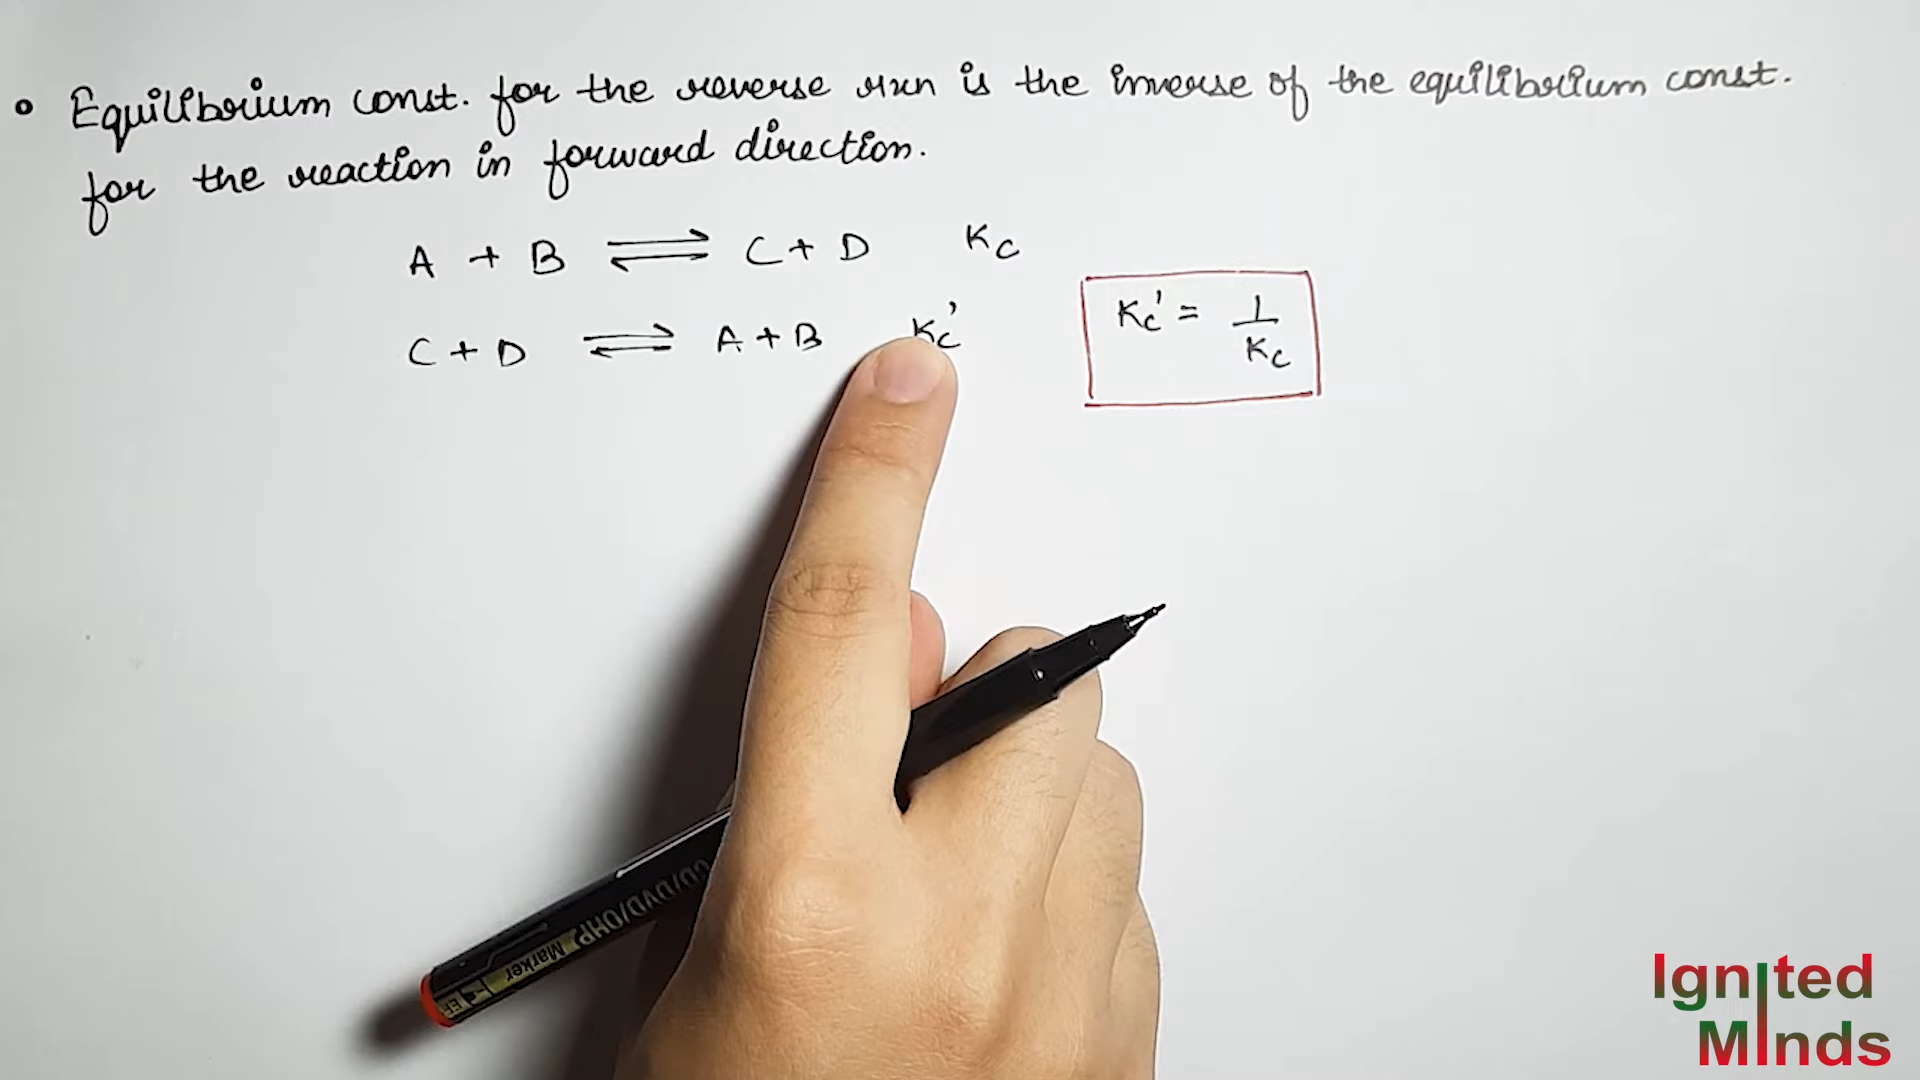 • Equilibrium const. for the reverse rxn is the inverse of the equilibrium const.
for the reaction in forward direction.
A + B ⇌ C + D Kc
C + D ⇌ A + B Kc'
Kc' = 1/Kc
CD/DVD/OHP
Marker
Ignited
Minds